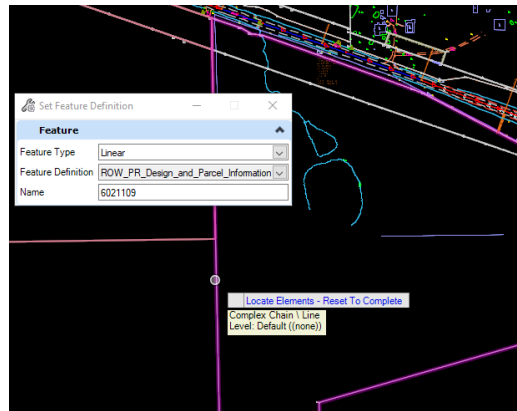 Set Feature Definition
Feature
Feature Type
Linear
Feature Definition
ROW_PR_Design_and_Parcel_Information
Name
6021109
Locate Elements - Reset To Complete
Complex Chain \ Line
Level: Default ((none))